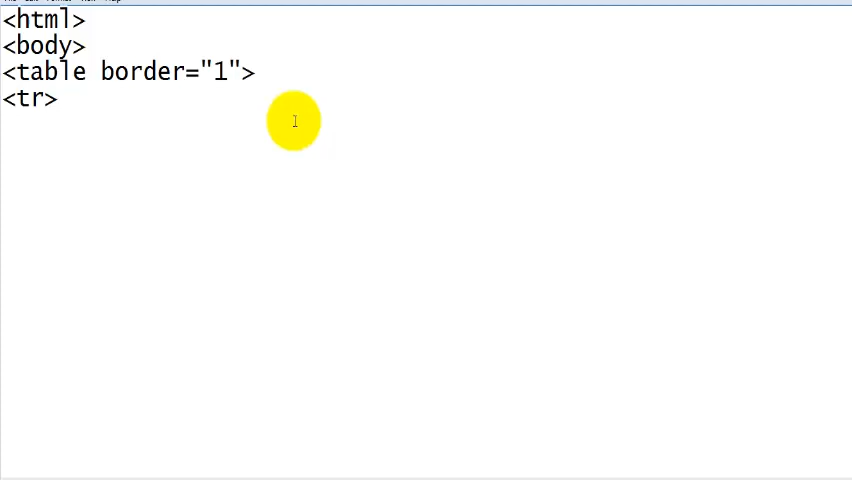 <html>
<body>
<table border="1">
<tr>